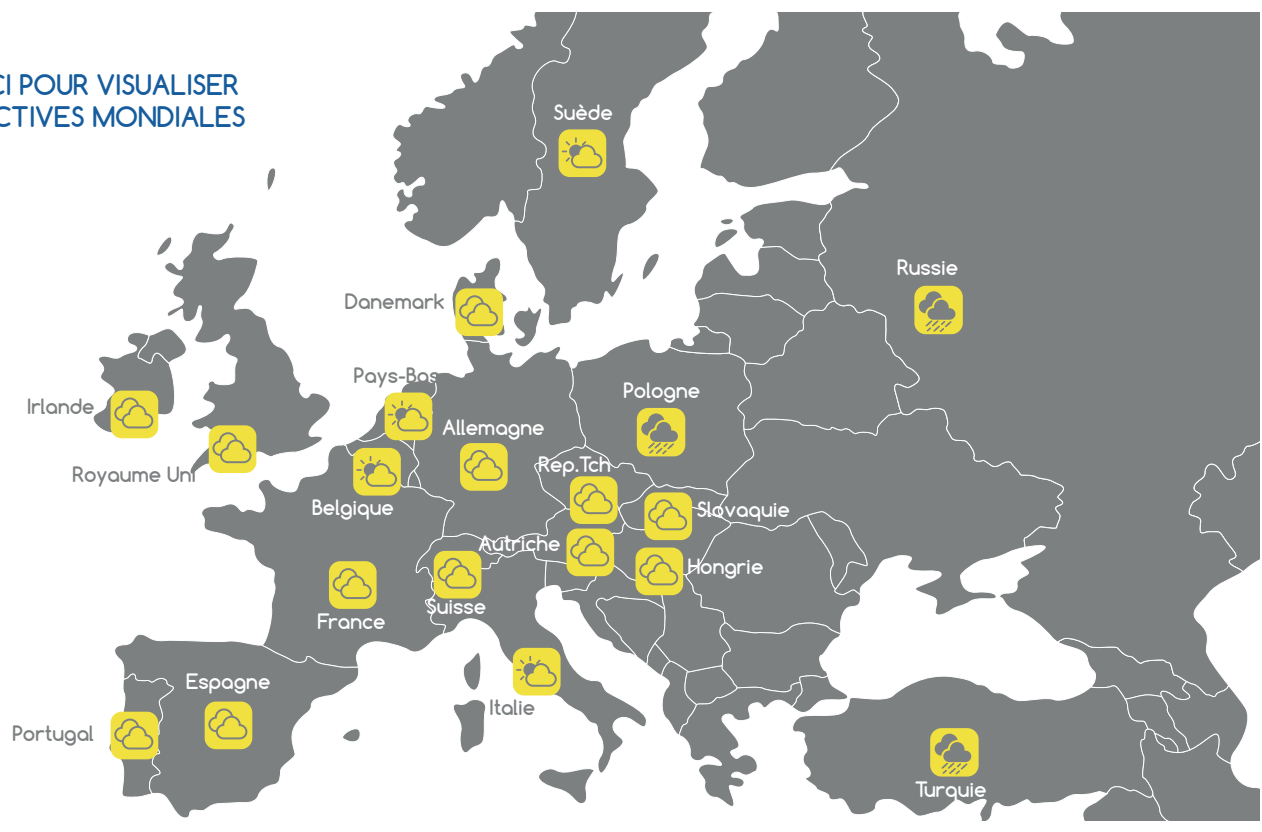 CI POUR VISUALISER
CTIVES MONDIALES
Suède
Russie
Danemark
Pays-Bas
Pologne
Irlande
Allemagne
Rep.Tch
Royaume Uni
Belgique
Slovaquie
Autriche
Hongrie
Suisse
France
Espagne
Italie
Portugal
Turquie